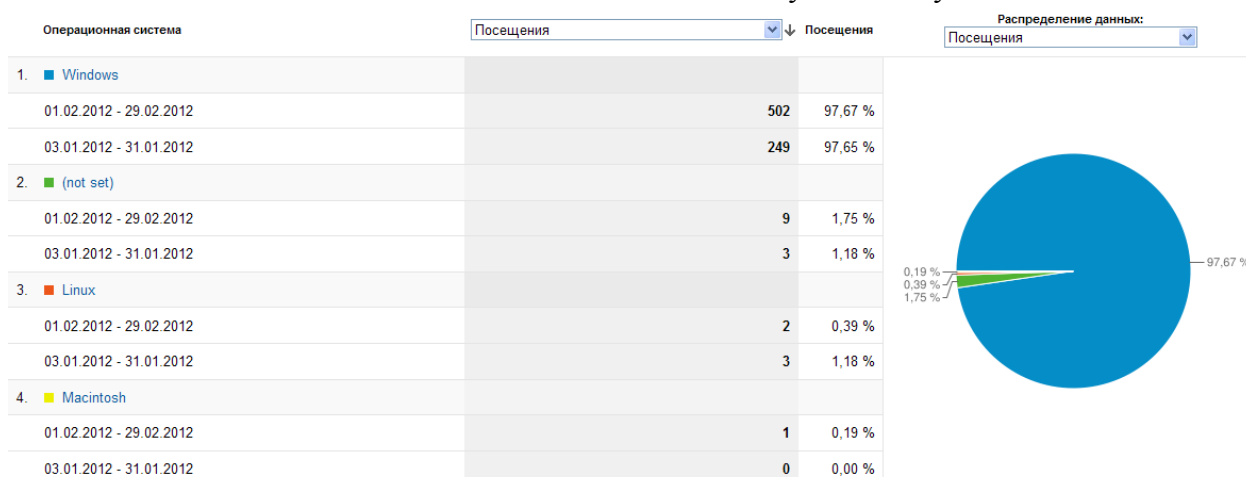 Распределение данных:
Операционная система Посещения Посещения Посещения
1. Windows
01.02.2012 - 29.02.2012 502 97,67 %
03.01.2012 - 31.01.2012 249 97,65 %
2. (not set)
01.02.2012 - 29.02.2012 9 1,75 %
03.01.2012 - 31.01.2012 3 1,18 %
3. Linux
01.02.2012 - 29.02.2012 2 0,39 %
03.01.2012 - 31.01.2012 3 1,18 %
4. Macintosh
01.02.2012 - 29.02.2012 1 0,19 %
03.01.2012 - 31.01.2012 0 0,00 %
97,67 %
0,19 %
0,39 %
1,75 %